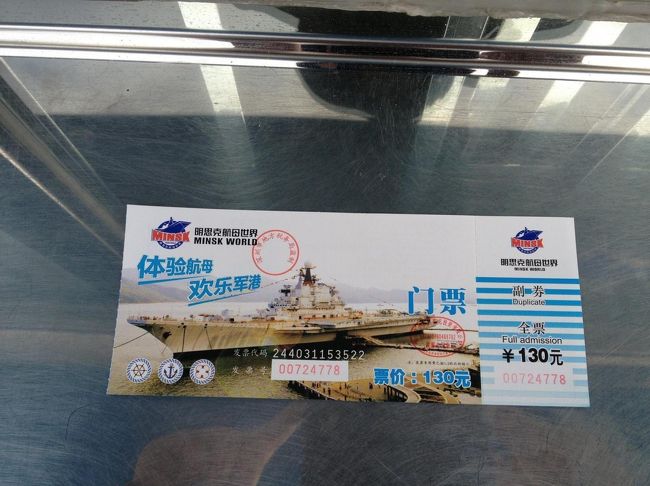 MINSK
明思克航母世界
MINSK WORLD
体验航母
欢乐军港
门票
发票代码 244031153522
发票号 00724778
票价：130元
MINSK
明思克航母世界
MINSK WORLD
副券
Duplicate
全票
Full admission
￥130元
00724778